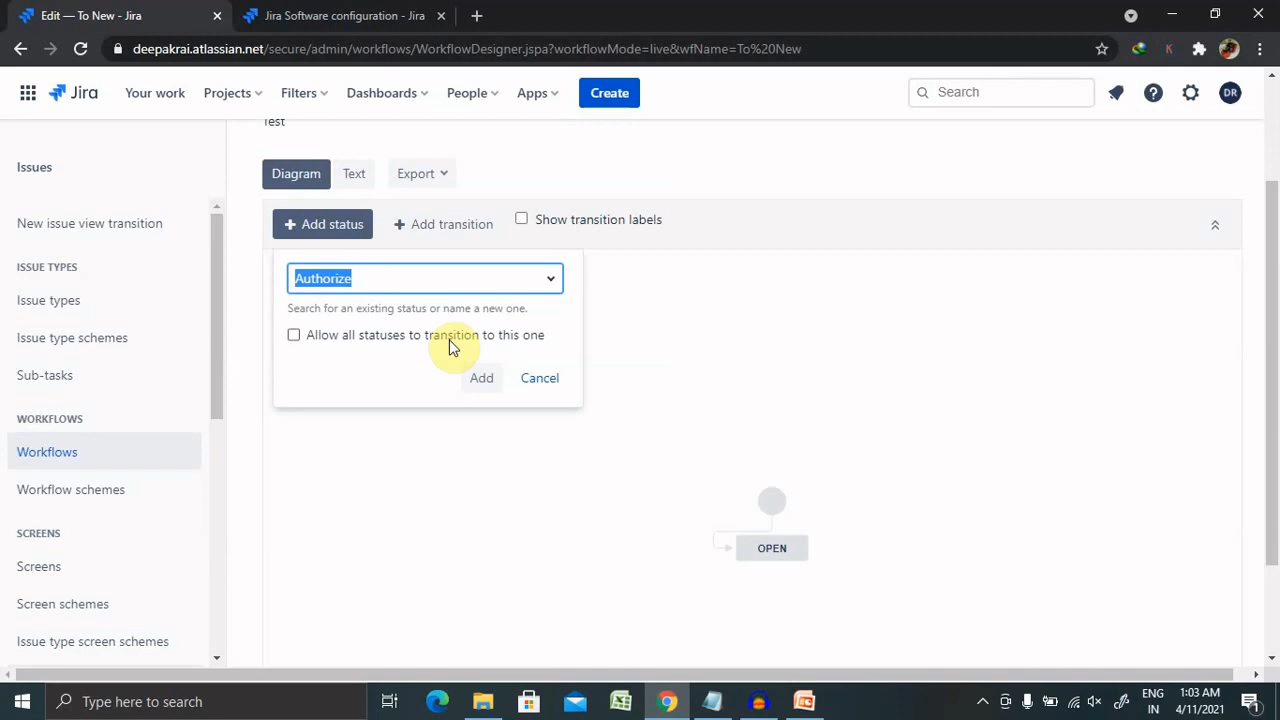 Edit — To New - Jira
Jira Software configuration - Jira
deepakrai.atlassian.net/secure/admin/workflows/WorkflowDesigner.jspa?workflowMode=live&wfName=To%20New
K
Jira
Your work
Projects
Filters
Dashboards
People
Apps
Create
Search
DR
Test
Issues
New issue view transition
ISSUE TYPES
Issue types
Issue type schemes
Sub-tasks
WORKFLOWS
Workflows
Workflow schemes
SCREENS
Screens
Screen schemes
Issue type screen schemes
Diagram
Text
Export
Add status
Add transition
Show transition labels
Authorize
Search for an existing status or name a new one.
Allow all statuses to transition to this one
Add
Cancel
OPEN
Type here to search
ENG
IN
1:03 AM
4/11/2021
1